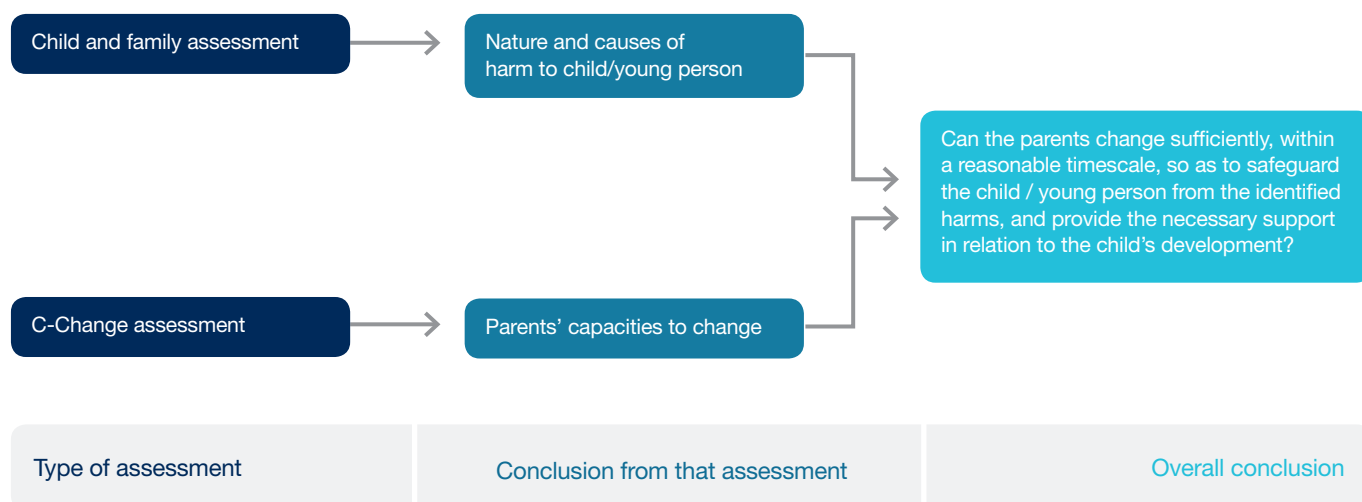 Child and family assessment
Nature and causes of
harm to child/young person
Can the parents change sufficiently, within
a reasonable timescale, so as to safeguard
the child / young person from the identified
harms, and provide the necessary support
in relation to the child’s development?
C-Change assessment
Parents’ capacities to change
Type of assessment
Conclusion from that assessment
Overall conclusion